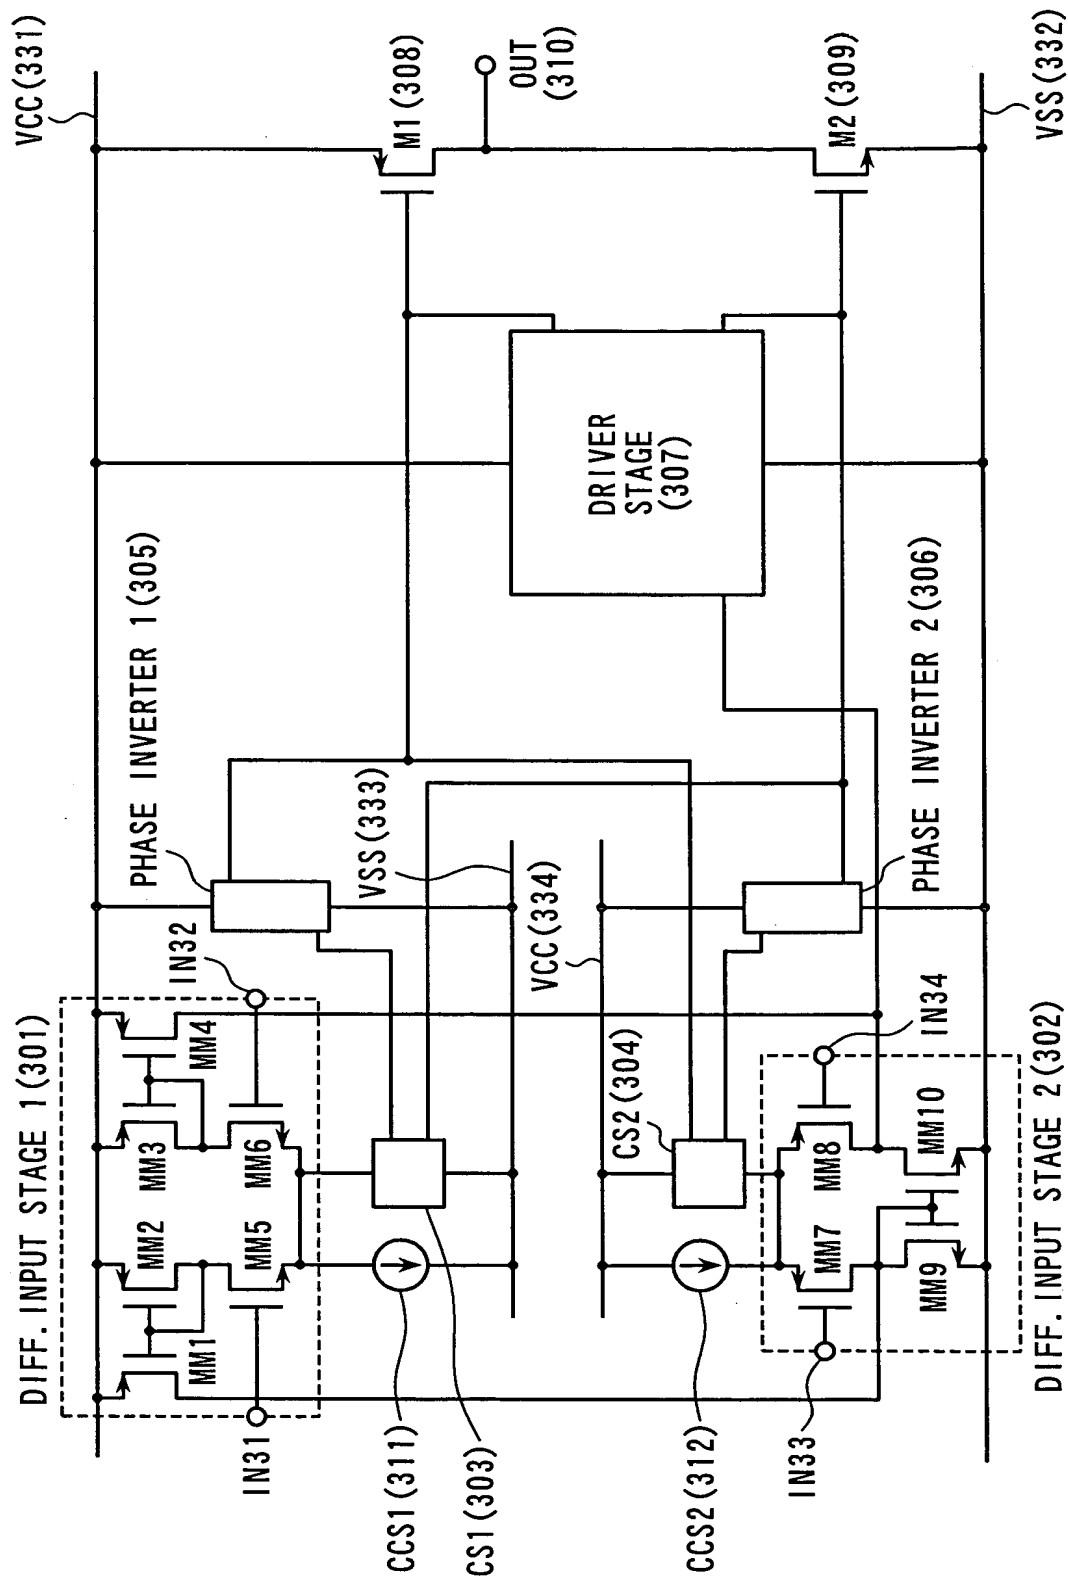 VCC(331)
M1(308)
OUT
(310)
M2(309)
VSS(332)
DRIVER
STAGE
(307)
PHASE INVERTER 1(305)
PHASE INVERTER 2(306)
VSS(333)
VCC(334)
DIFF. INPUT STAGE 1(301)
IN32
MM4
MM3
MM6
MM2
MM5
MM1
IN31
CCS1(311)
CS1(303)
CS2(304)
CCS2(312)
IN34
MM8
MM10
MM7
MM9
IN33
DIFF. INPUT STAGE 2(302)